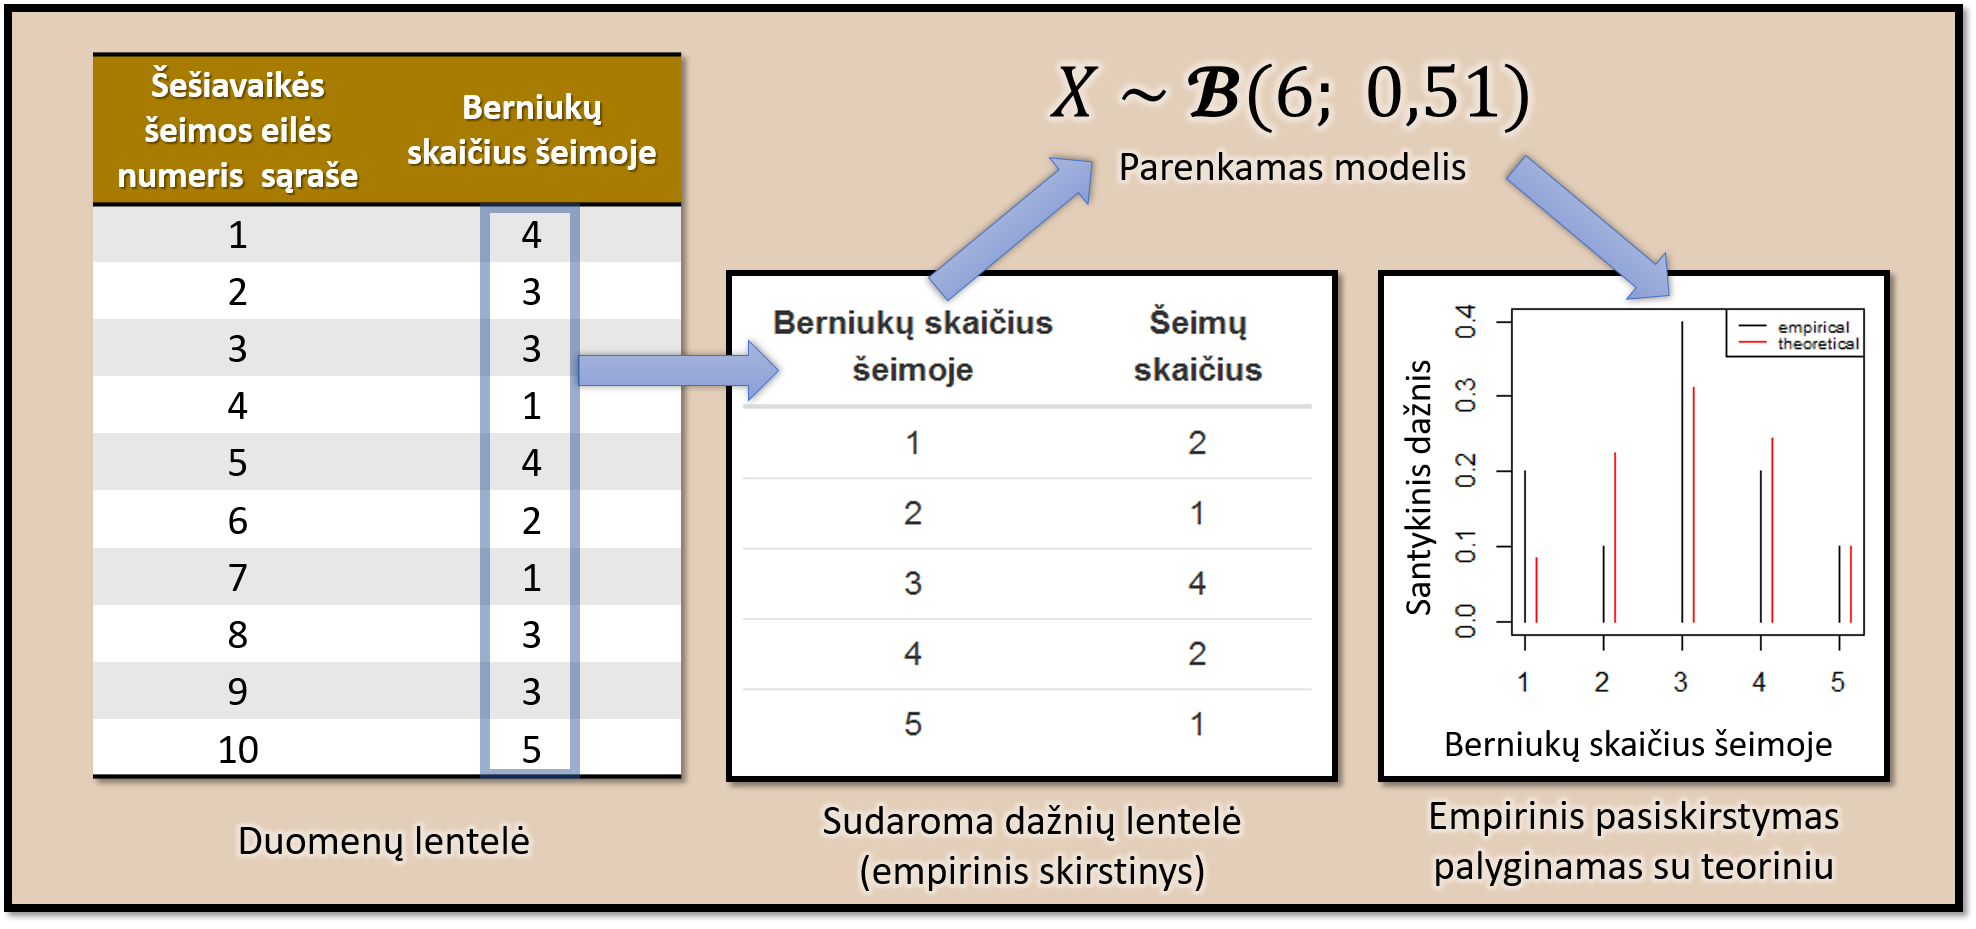 Šešiavaikės
šeimos eilės
numeris sąraše
Berniukų
skaičius šeimoje
1 4
2 3
3 3
4 1
5 4
6 2
7 1
8 3
9 3
10 5
Duomenų lentelė
X ~ ℬ(6; 0,51)
Parenkamas modelis
Berniukų skaičius
šeimoje
Šeimų
skaičius
1 2
2 1
3 4
4 2
5 1
Sudaroma dažnių lentelė
(empirinis skirstinys)
empirical
theoretical
Santykinis dažnis
0.4
0.3
0.2
0.1
0.0
1 2 3 4 5
Berniukų skaičius šeimoje
Empirinis pasiskirstymas
palyginamas su teoriniu